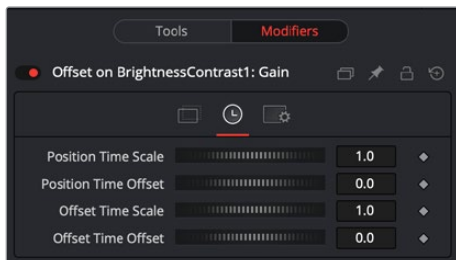 Tools Modifiers
Offset on BrightnessContrast1: Gain
Position Time Scale 1.0
Position Time Offset 0.0
Offset Time Scale 1.0
Offset Time Offset 0.0